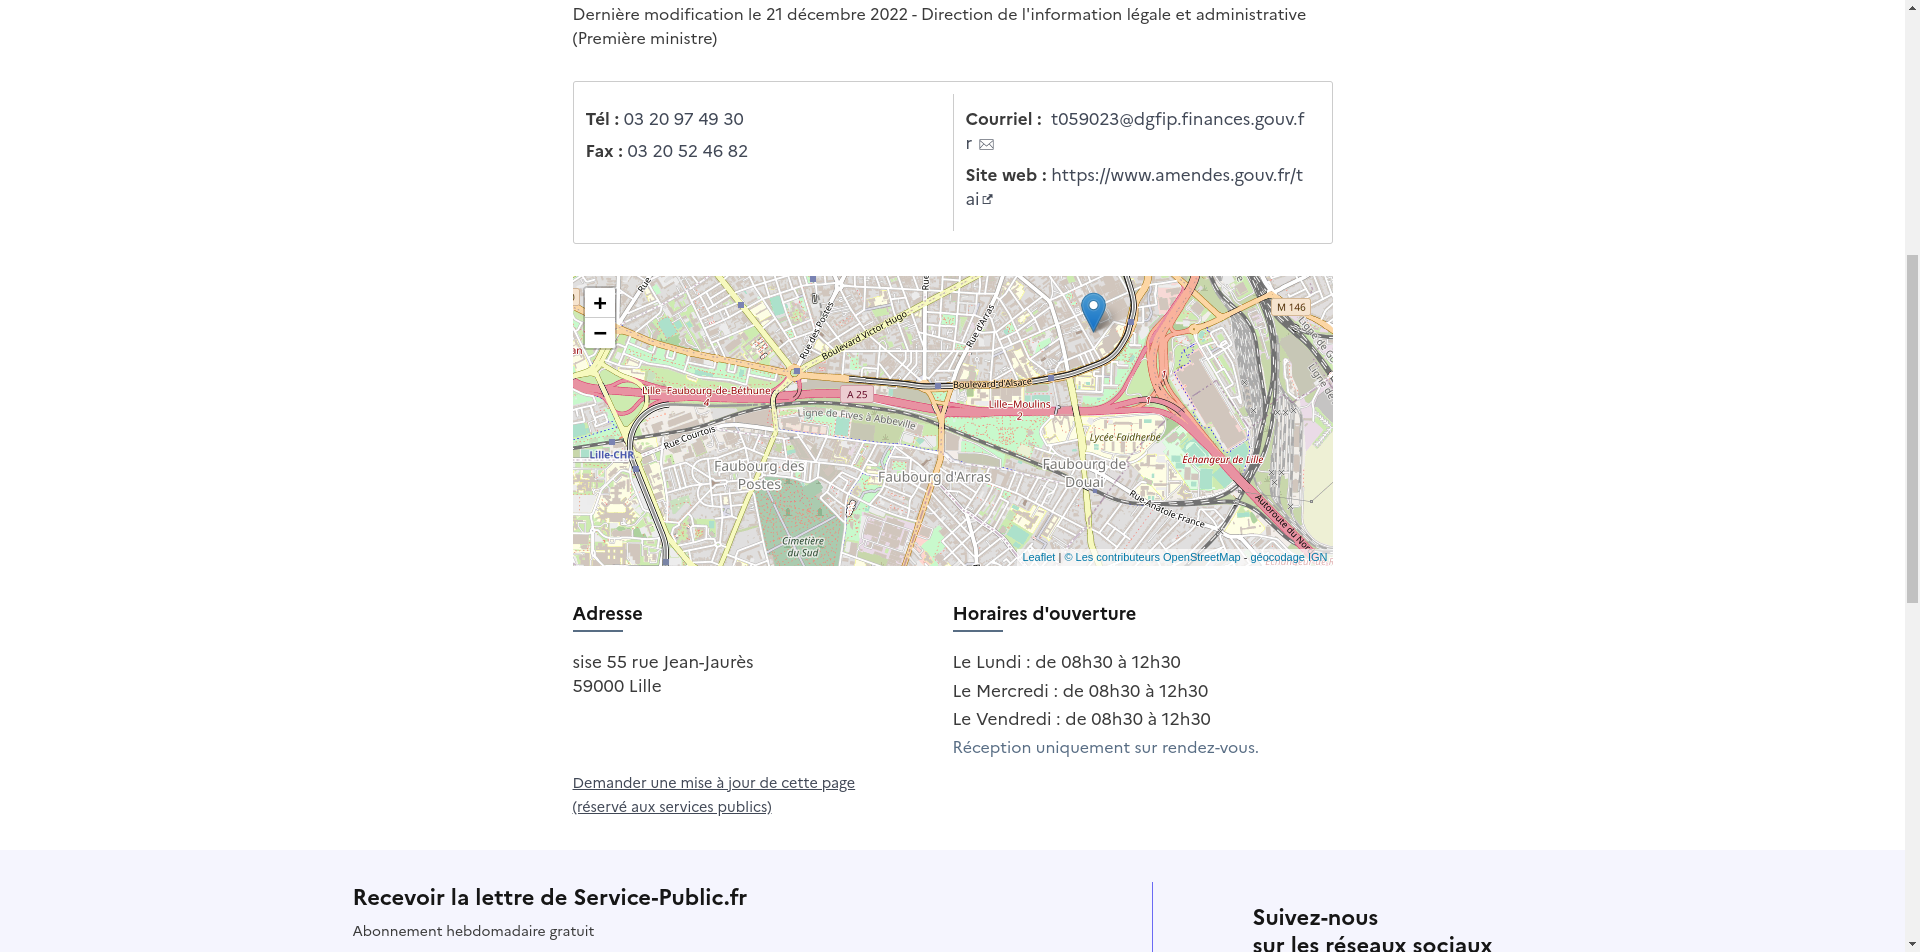 Dernière modification le 21 décembre 2022 - Direction de l'information légale et administrative
(Première ministre)
Tél : 03 20 97 49 30
Fax : 03 20 52 46 82
Courriel : t059023@dgfip.finances.gouv.f
r
Site web : https://www.amendes.gouv.fr/t
ai
+
−
Rue des Postes
Boulevard Victor Hugo
Rue d'Arras
M 146
Lille-Faubourg-de-Béthune
4
A 25
Boulevard d'Alsace
Lille-Moulins
2
1
1
Ligne de Fives à Abbeville
Rue Courtois
Lille-CHR
Lycée Faidherbe
Échangeur de Lille
Faubourg des
Postes
Faubourg d'Arras
Faubourg de
Douai
Rue Anatole France
Autoroute du Nor
Cimetière
du Sud
Leaflet | © Les contributeurs OpenStreetMap - géocodage IGN
Adresse
sise 55 rue Jean-Jaurès
59000 Lille
Horaires d'ouverture
Le Lundi : de 08h30 à 12h30
Le Mercredi : de 08h30 à 12h30
Le Vendredi : de 08h30 à 12h30
Réception uniquement sur rendez-vous.
Demander une mise à jour de cette page
(réservé aux services publics)
Recevoir la lettre de Service-Public.fr
Abonnement hebdomadaire gratuit
Suivez-nous
sur les réseaux sociaux